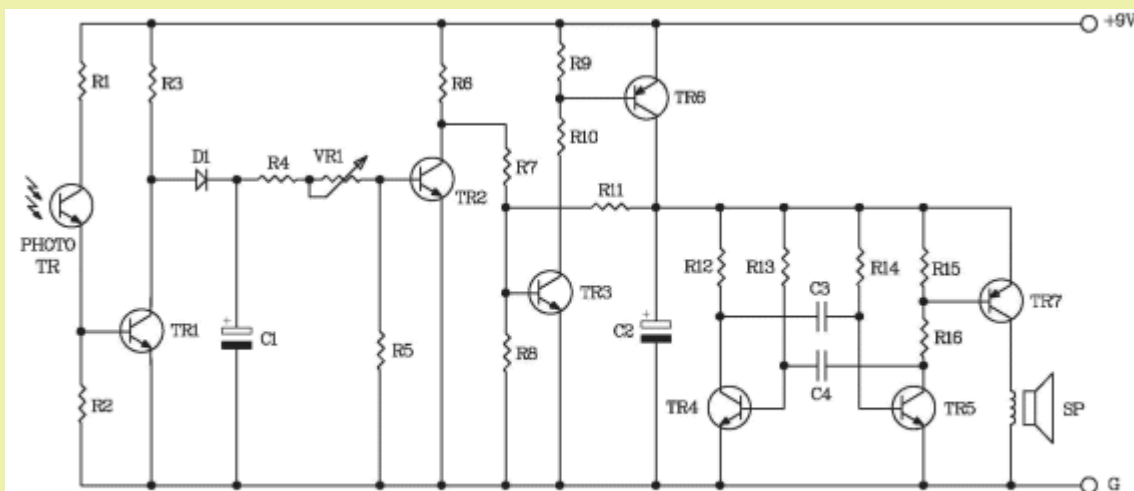 +9V
R1
R3
R6
R9
TR6
R10
D1
R4
VR1
R7
TR2
R11
PHOTO
TR
R12
R13
R14
R15
TR3
TR7
C3
TR1
C1
C2
R16
R5
R8
C4
R2
TR4
TR5
SP
G
+
+